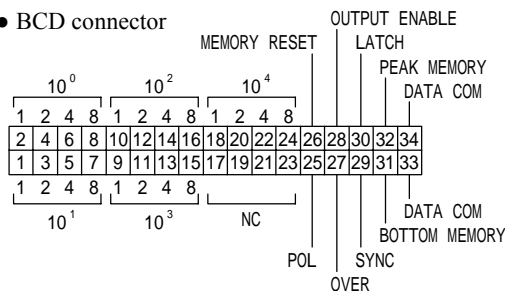 ● BCD connector
OUTPUT ENABLE
MEMORY RESET LATCH
PEAK MEMORY
DATA COM
10⁰ 10² 10⁴
1 2 4 8 1 2 4 8 1 2 4 8
2 4 6 8 10 12 14 16 18 20 22 24 26 28 30 32 34
1 3 5 7 9 11 13 15 17 19 21 23 25 27 29 31 33
1 2 4 8 1 2 4 8
10¹ 10³ NC
DATA COM
BOTTOM MEMORY
POL SYNC
OVER